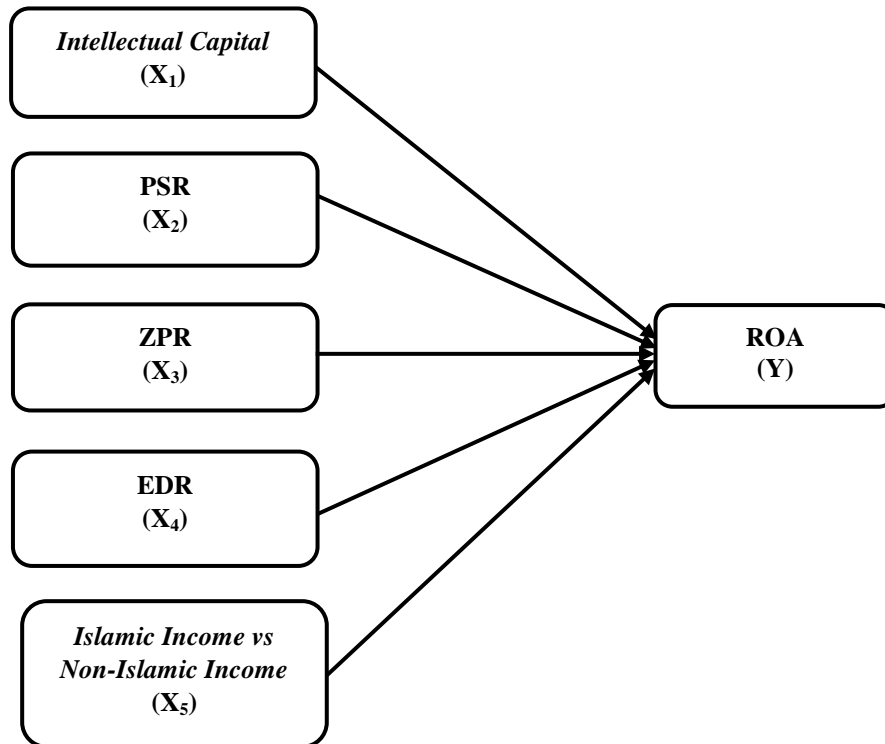 Intellectual Capital
(X₁)
PSR
(X₂)
ZPR
(X₃)
ROA
(Y)
EDR
(X₄)
Islamic Income vs
Non-Islamic Income
(X₅)